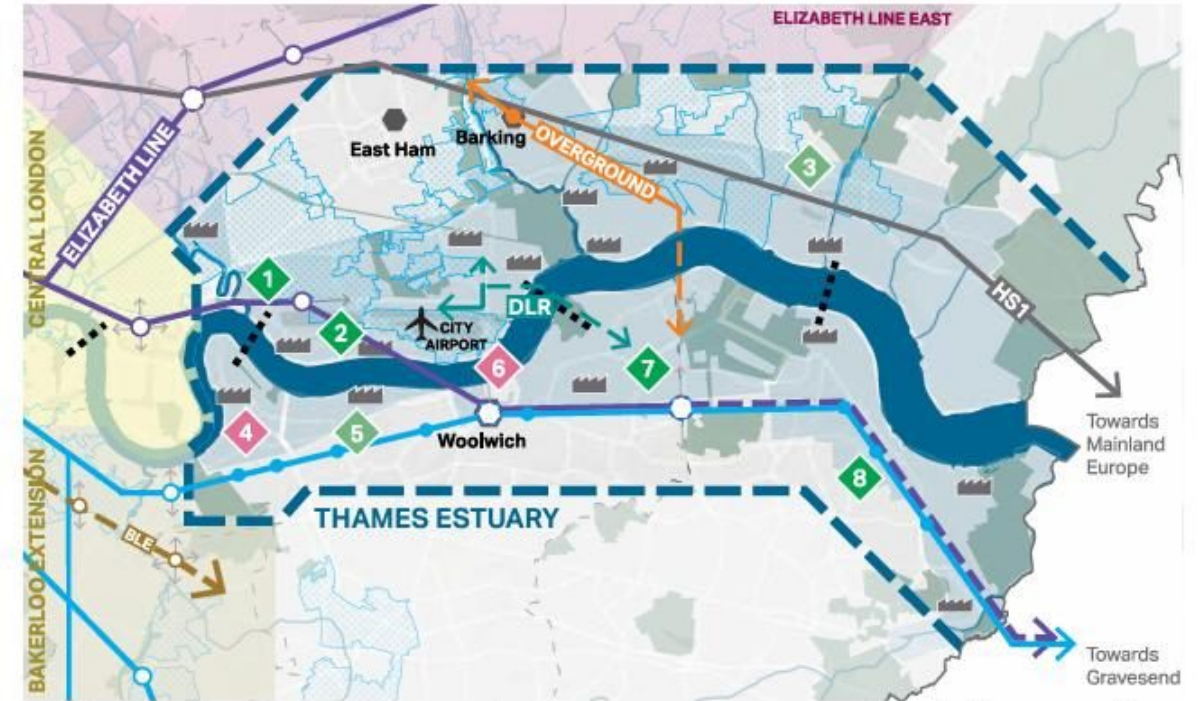 ELIZABETH LINE EAST
CENTRAL LONDON
ELIZABETH LINE
East Ham
Barking
OVERGROUND
3
HS1
1
2
DLR
CITY
AIRPORT
6
7
4
5
Woolwich
8
Towards
Mainland
Europe
BAKERLOO EXTENSION
BLE
THAMES ESTUARY
Towards
Gravesend